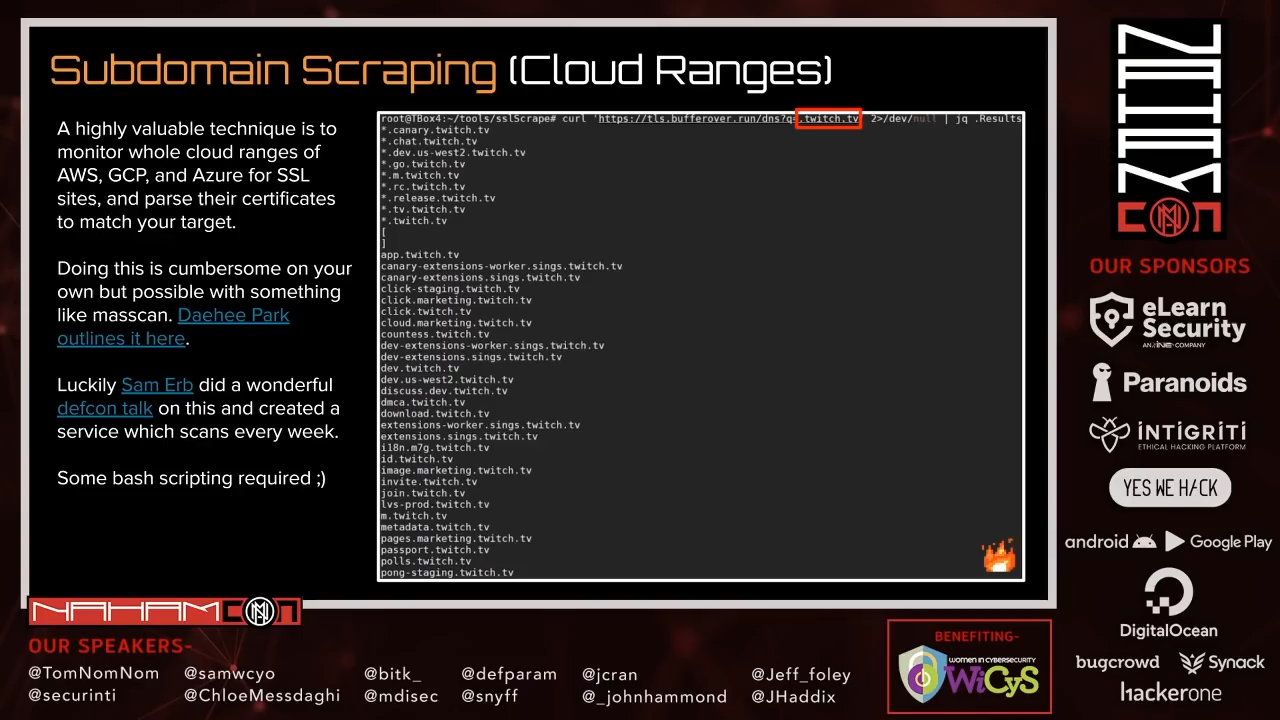 Subdomain Scraping (Cloud Ranges)
A highly valuable technique is to
monitor whole cloud ranges of
AWS, GCP, and Azure for SSL
sites, and parse their certificates
to match your target.
Doing this is cumbersome on your
own but possible with something
like masscan. Daehee Park
outlines it here.
Luckily Sam Erb did a wonderful
defcon talk on this and created a
service which scans every week.
Some bash scripting required ;)
root@TBox4:~/tools/sslScrape# curl 'https://tls.bufferover.run/dns?q=.twitch.tv' 2>/dev/null | jq .Results
*.canary.twitch.tv
*.chat.twitch.tv
*.dev.us-west2.twitch.tv
*.go.twitch.tv
*.m.twitch.tv
*.rc.twitch.tv
*.release.twitch.tv
*.tv.twitch.tv
*.twitch.tv
[
]
app.twitch.tv
canary-extensions-worker.sings.twitch.tv
canary-extensions.sings.twitch.tv
click-staging.twitch.tv
click.marketing.twitch.tv
click.twitch.tv
cloud.marketing.twitch.tv
countess.twitch.tv
dev-extensions-worker.sings.twitch.tv
dev-extensions.sings.twitch.tv
dev.twitch.tv
dev.us-west2.twitch.tv
discuss.dev.twitch.tv
dmca.twitch.tv
download.twitch.tv
extensions-worker.sings.twitch.tv
extensions.sings.twitch.tv
i18n.m7g.twitch.tv
id.twitch.tv
image.marketing.twitch.tv
invite.twitch.tv
join.twitch.tv
lvs-prod.twitch.tv
m.twitch.tv
metadata.twitch.tv
pages.marketing.twitch.tv
passport.twitch.tv
polls.twitch.tv
pong-staging.twitch.tv
NAHAMCON
OUR SPEAKERS-
@TomNomNom @samwcyo @bitk_ @defparam @jcran @Jeff_foley
@securinti @ChloeMessdaghi @mdisec @snyff @_johnhammond @JHaddix
BENEFITING-
WOMEN IN CYBERSECURITY
WiCyS
NAHAM
CON
OUR SPONSORS
eLearn
Security
AN INE COMPANY
Paranoids
INTIGRITI
ETHICAL HACKING PLATFORM
YES WE H/CK
android Google Play
DigitalOcean
bugcrowd Synack
hackerone